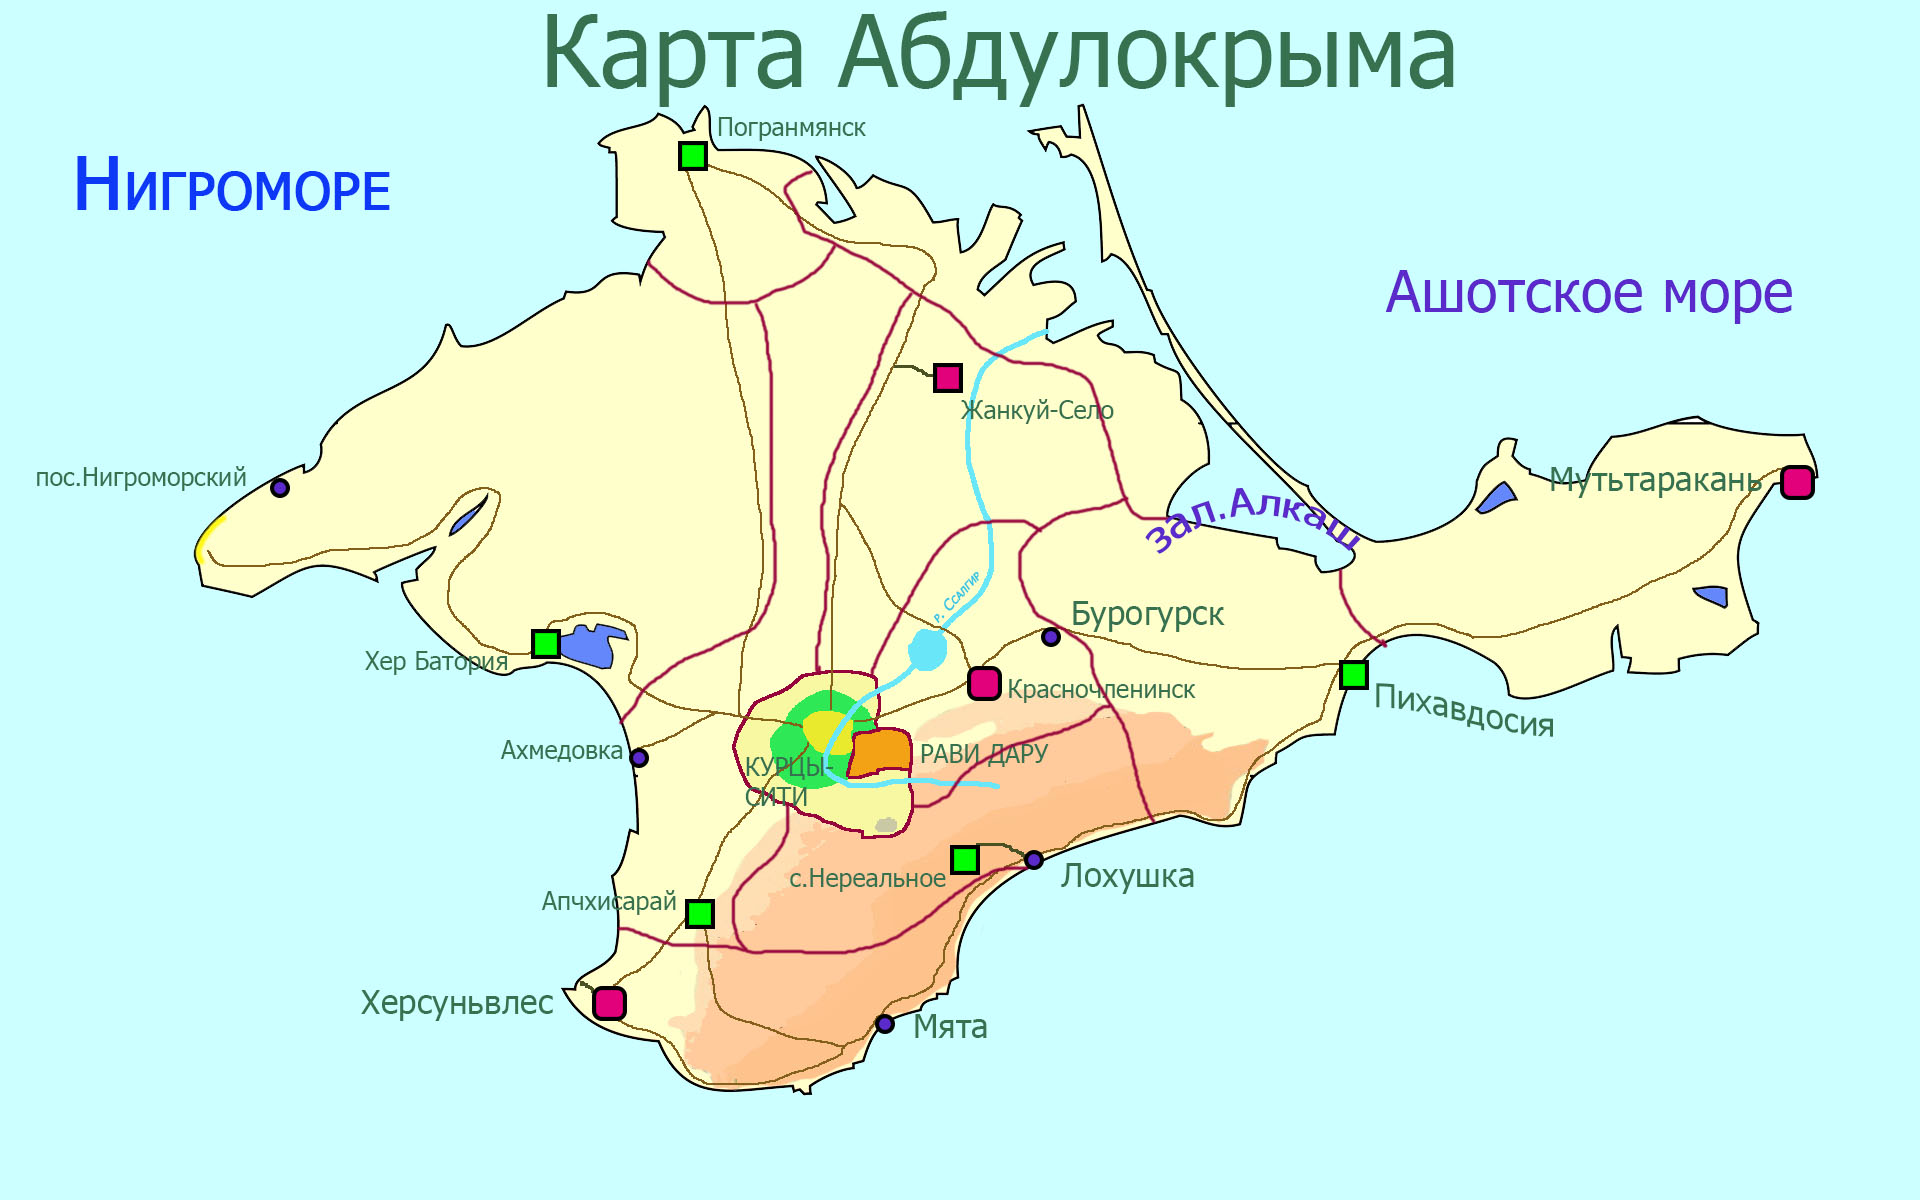 Карта Абдулокрыма
Погранмянск
Нигроморе
Ашотское море
Жанкуй-Село
пос.Нигроморский
Мутьтаракань
Зал.Алкаш
р. Ссалгир
Бурогурск
Хер Батория
Красночленинск
Пихавдосия
Ахмедовка
РАВИ ДАРУ
КУРЦЫ-
СИТИ
с.Нереальное
Лохушка
Апчхисарай
Херсуньвлес
Мята